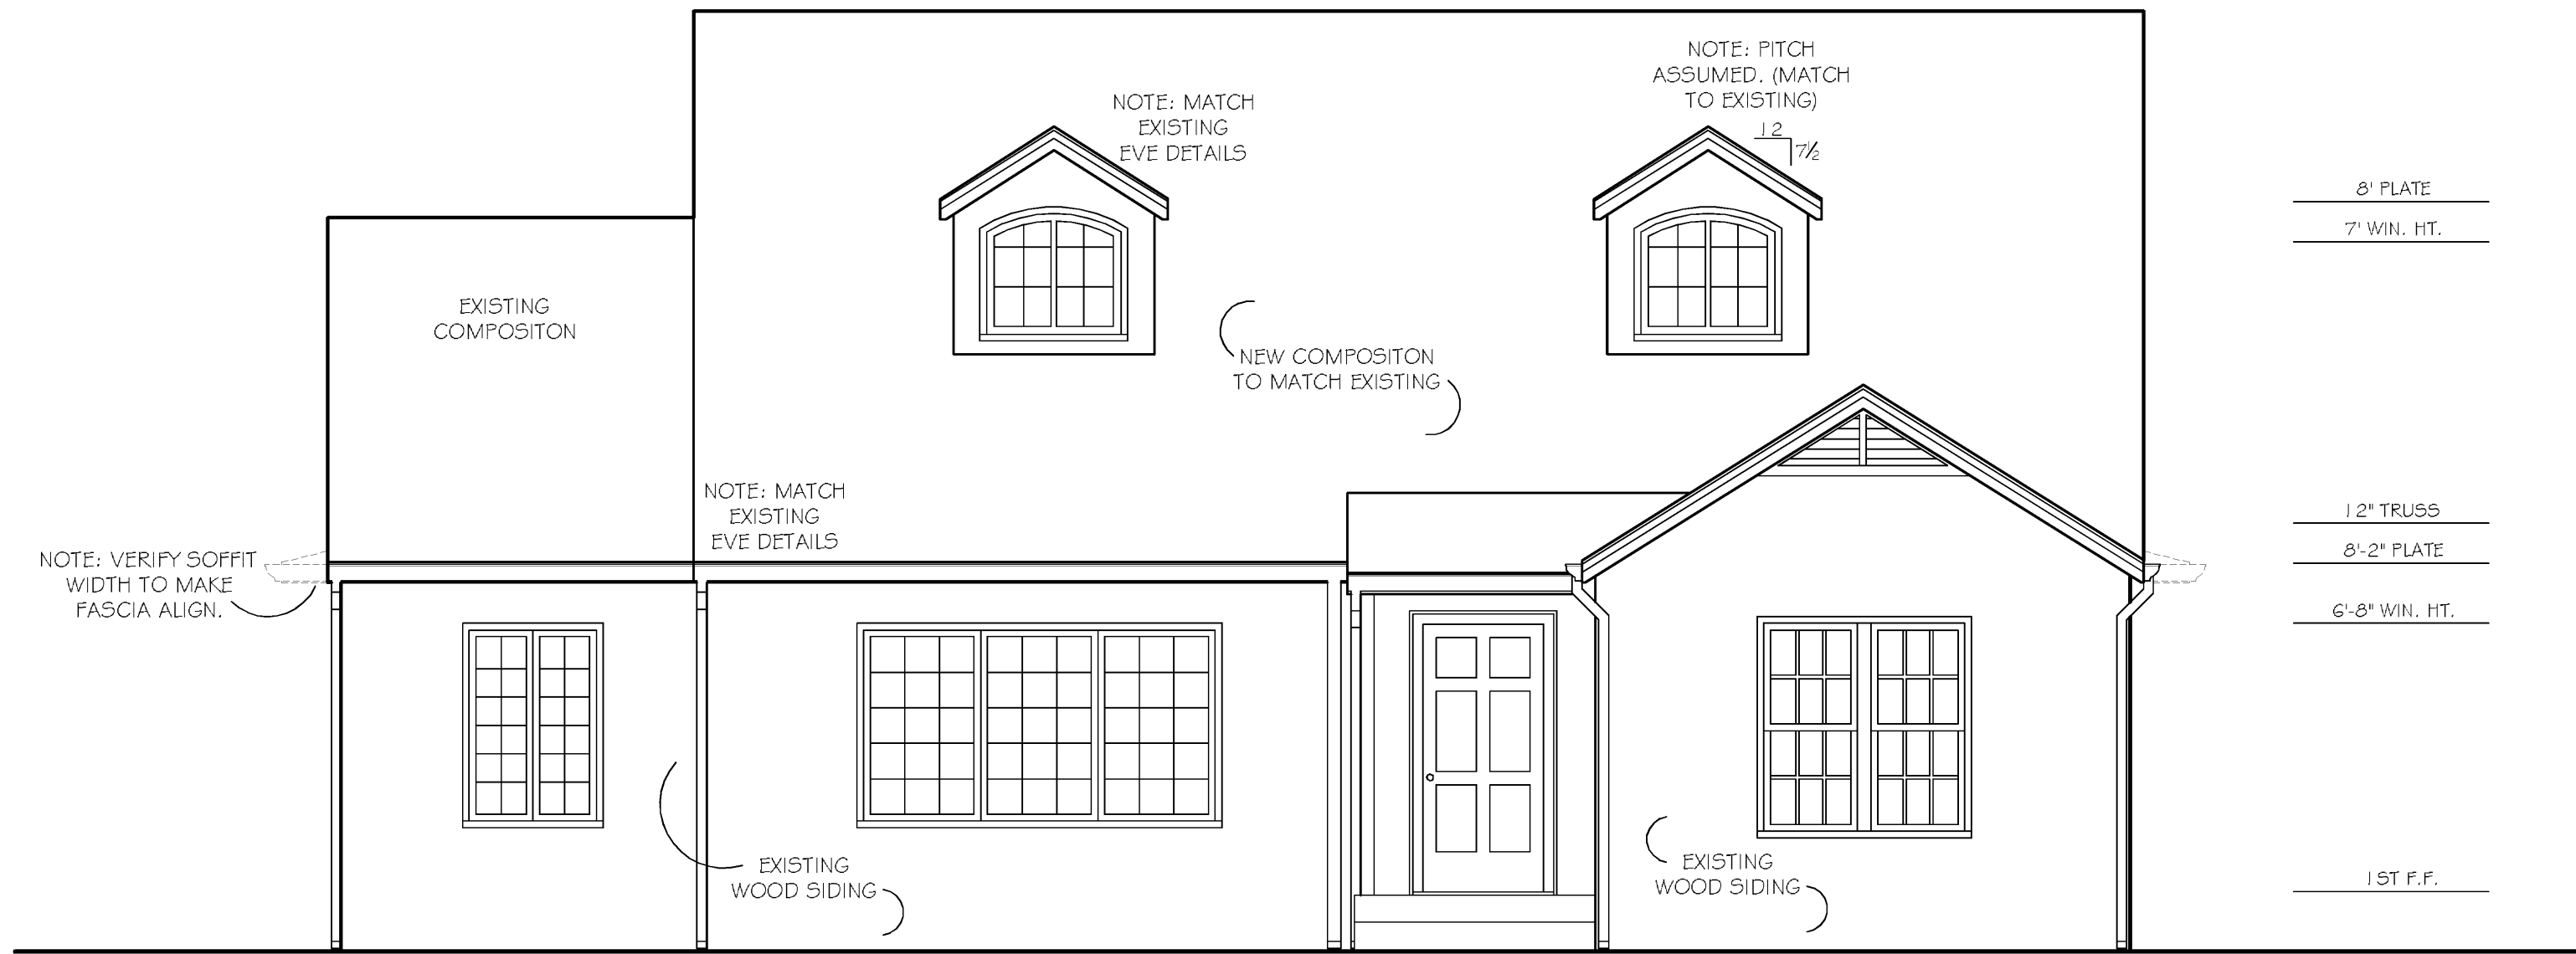 NOTE: PITCH
ASSUMED. (MATCH
TO EXISTING)
12
7½
NOTE: MATCH
EXISTING
EVE DETAILS
8' PLATE
7' WIN. HT.
EXISTING
COMPOSITON
NEW COMPOSITON
TO MATCH EXISTING
NOTE: MATCH
EXISTING
EVE DETAILS
12" TRUSS
8'-2" PLATE
6'-8" WIN. HT.
NOTE: VERIFY SOFFIT
WIDTH TO MAKE
FASCIA ALIGN.
EXISTING
WOOD SIDING
EXISTING
WOOD SIDING
1ST F.F.